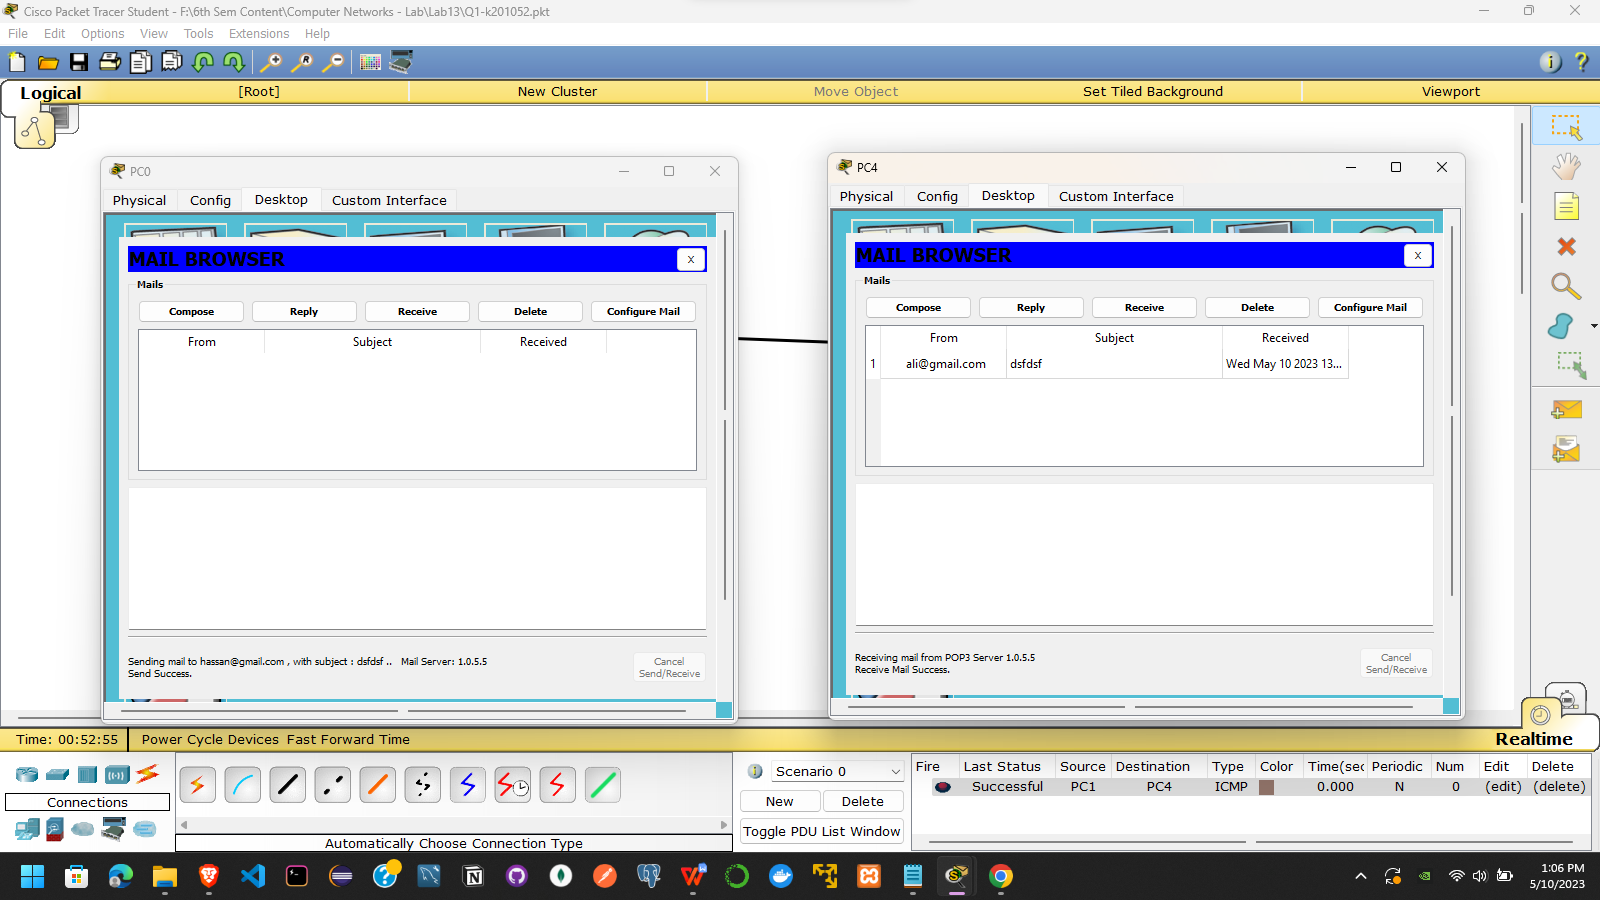 Cisco Packet Tracer Student - F:\6th Sem Content\Computer Networks - Lab\Lab13\Q1-k201052.pkt
File Edit Options View Tools Extensions Help
Logical [Root] New Cluster Move Object Set Tiled Background Viewport
PC0
Physical Config Desktop Custom Interface
MAIL BROWSER X
Mails
Compose Reply Receive Delete Configure Mail
From Subject Received
Sending mail to hassan@gmail.com , with subject : dsfdsf .. Mail Server: 1.0.5.5
Send Success.
Cancel
Send/Receive
PC4
Physical Config Desktop Custom Interface
MAIL BROWSER X
Mails
Compose Reply Receive Delete Configure Mail
From Subject Received
1 ali@gmail.com dsfdsf Wed May 10 2023 13...
Receiving mail from POP3 Server 1.0.5.5
Receive Mail Success.
Cancel
Send/Receive
Time: 00:52:55 Power Cycle Devices Fast Forward Time Realtime
Connections
Automatically Choose Connection Type
Scenario 0
New Delete
Toggle PDU List Window
Fire Last Status Source Destination Type Color Time(sec Periodic Num Edit Delete
Successful PC1 PC4 ICMP 0.000 N 0 (edit) (delete)
1:06 PM
5/10/2023